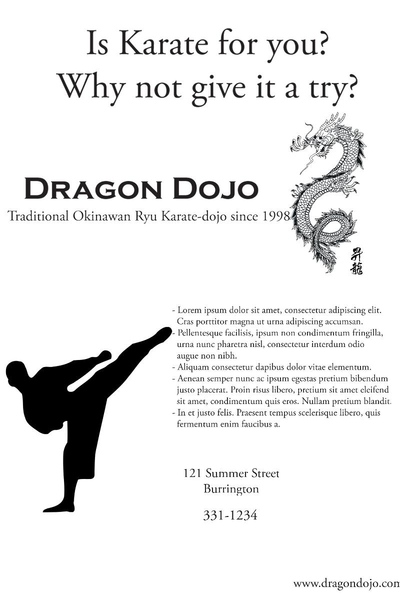 Is Karate for you?
Why not give it a try?
DRAGON DOJO
Traditional Okinawan Ryu Karate-dojo since 1998
昇龍
- Lorem ipsum dolor sit amet, consectetur adipiscing elit.
Cras porttitor magna ut urna adipiscing accumsan.
- Pellentesque facilisis, ipsum non condimentum fringilla,
urna nunc pharetra nisl, consectetur interdum odio
augue non nibh.
- Aliquam consectetur dapibus dolor vitae elementum.
- Aenean semper nunc ac ipsum egestas pretium bibendum
justo placerat. Proin risus libero, pretium sit amet eleifend
sit amet, condimentum quis eros. Nullam pretium blandit.
- In et justo felis. Praesent tempus scelerisque libero, quis
fermentum enim faucibus a.
121 Summer Street
Burrington
331-1234
www.dragondojo.com